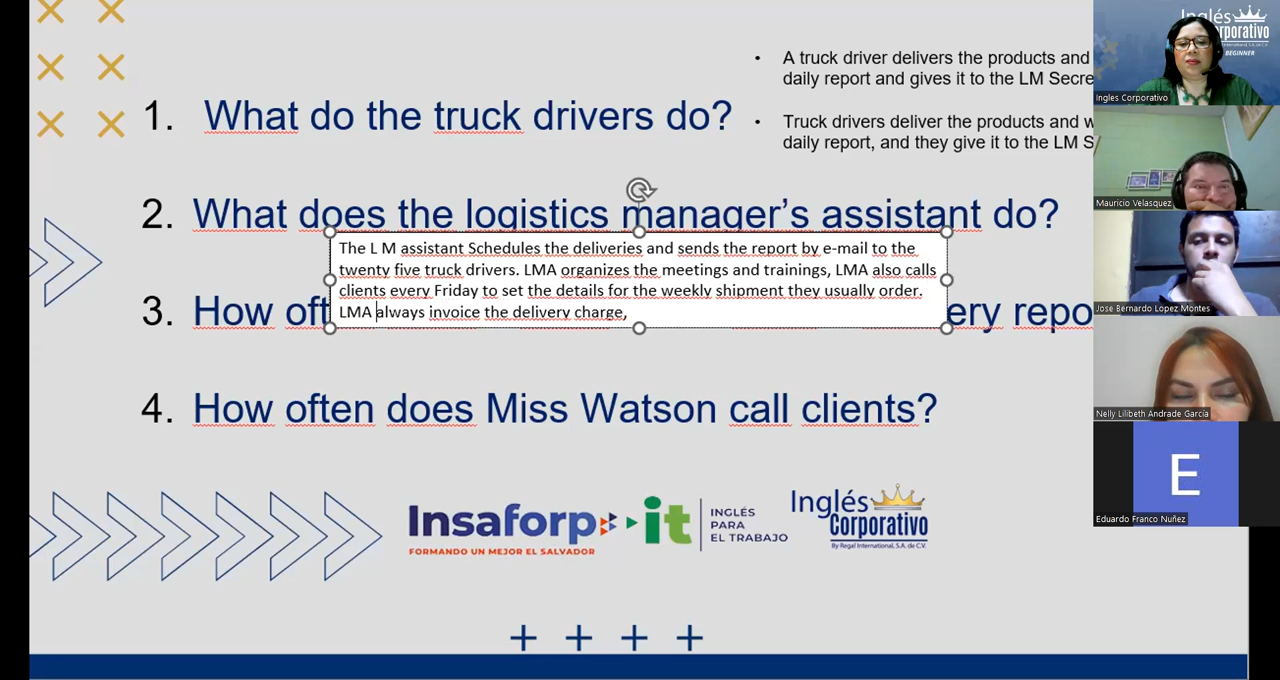 A truck driver delivers the products and
daily report and gives it to the LM Secre
1. What do the truck drivers do?
Truck drivers deliver the products and w
daily report, and they give it to the LM S
2. What does the logistics manager's assistant do?
The L M assistant Schedules the deliveries and sends the report by e-mail to the
twenty five truck drivers. LMA organizes the meetings and trainings, LMA also calls
clients every Friday to set the details for the weekly shipment they usually order.
LMA always invoice the delivery charge,
3. How oft ery repo
4. How often does Miss Watson call clients?
Insaforp
FORMANDO UN MEJOR EL SALVADOR
it
INGLÉS
PARA
EL TRABAJO
Inglés
Corporativo
By Regal International, S.A. de C.V.
Inglés
orporativo
BEGINNER
Ingles Corporativo
Mauricio Velasquez
Jose Bernardo Lopez Montes
Nelly Lilibeth Andrade García
E
Eduardo Franco Nuñez